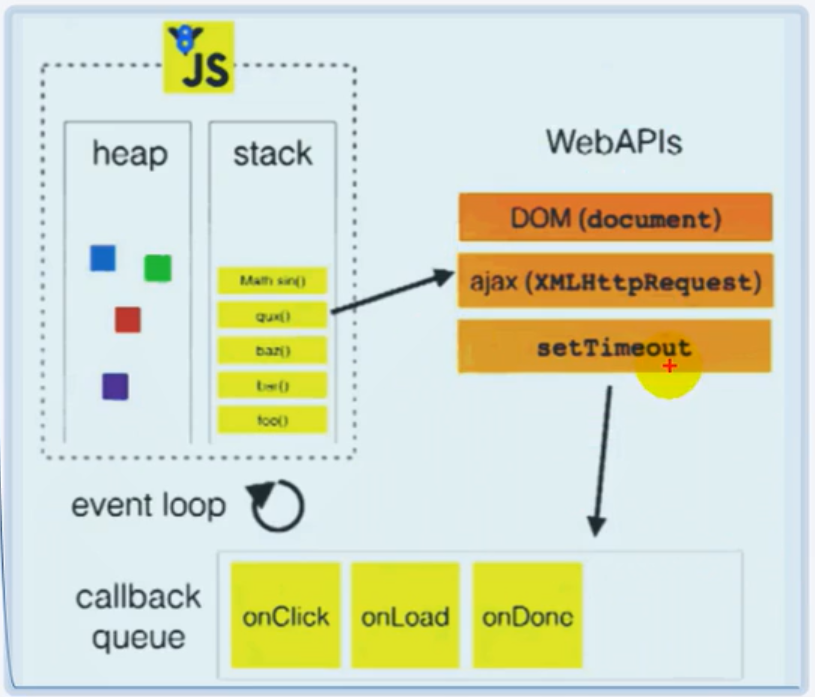 JS
heap
stack
WebAPIs
DOM (document)
Math.sin()
ajax (XMLHttpRequest)
qux()
baz()
setTimeout
bar()
foo()
event loop
callback
queue
onClick
onLoad
onDone